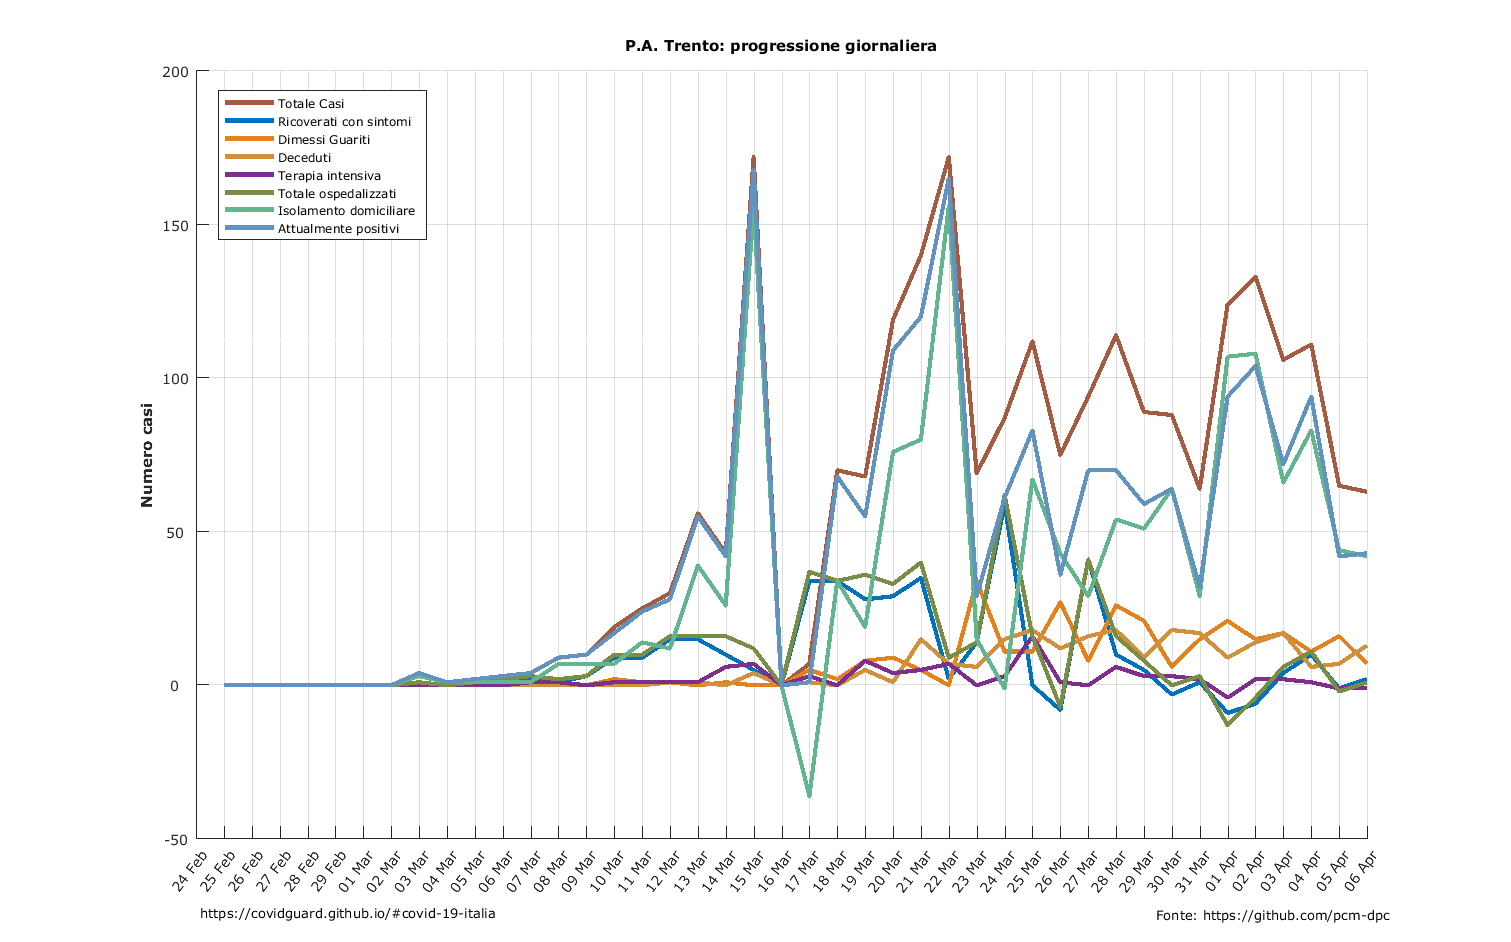 P.A. Trento: progressione giornaliera
200
150
100
50
0
-50
Numero casi
Totale Casi
Ricoverati con sintomi
Dimessi Guariti
Deceduti
Terapia intensiva
Totale ospedalizzati
Isolamento domiciliare
Attualmente positivi
24 Feb
25 Feb
26 Feb
27 Feb
28 Feb
29 Feb
01 Mar
02 Mar
03 Mar
04 Mar
05 Mar
06 Mar
07 Mar
08 Mar
09 Mar
10 Mar
11 Mar
12 Mar
13 Mar
14 Mar
15 Mar
16 Mar
17 Mar
18 Mar
19 Mar
20 Mar
21 Mar
22 Mar
23 Mar
24 Mar
25 Mar
26 Mar
27 Mar
28 Mar
29 Mar
30 Mar
31 Mar
01 Apr
02 Apr
03 Apr
04 Apr
05 Apr
06 Apr
https://covidguard.github.io/#covid-19-italia
Fonte: https://github.com/pcm-dpc